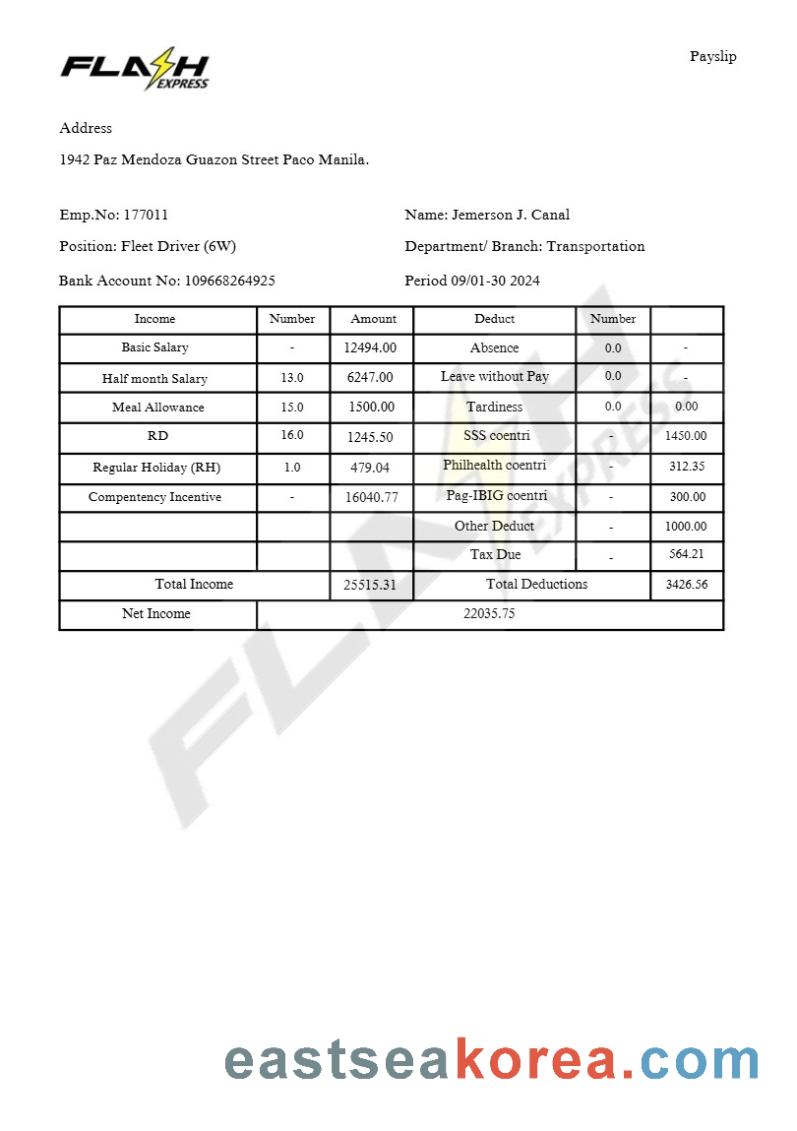 FLASH EXPRESS
Payslip
Address
1942 Paz Mendoza Guazon Street Paco Manila.
Emp.No: 177011 Name: Jemerson J. Canal
Position: Fleet Driver (6W) Department/ Branch: Transportation
Bank Account No: 109668264925 Period 09/01-30 2024
Income Number Amount Deduct Number
Basic Salary - 12494.00 Absence 0.0 -
Half month Salary 13.0 6247.00 Leave without Pay 0.0 -
Meal Allowance 15.0 1500.00 Tardiness 0.0 0.00
RD 16.0 1245.50 SSS coentri - 1450.00
Regular Holiday (RH) 1.0 479.04 Philhealth coentri - 312.35
Compentency Incentive - 16040.77 Pag-IBIG coentri - 300.00
Other Deduct - 1000.00
Tax Due - 564.21
Total Income 25515.31 Total Deductions 3426.56
Net Income 22035.75
FLASH EXPRESS
eastseakorea.com